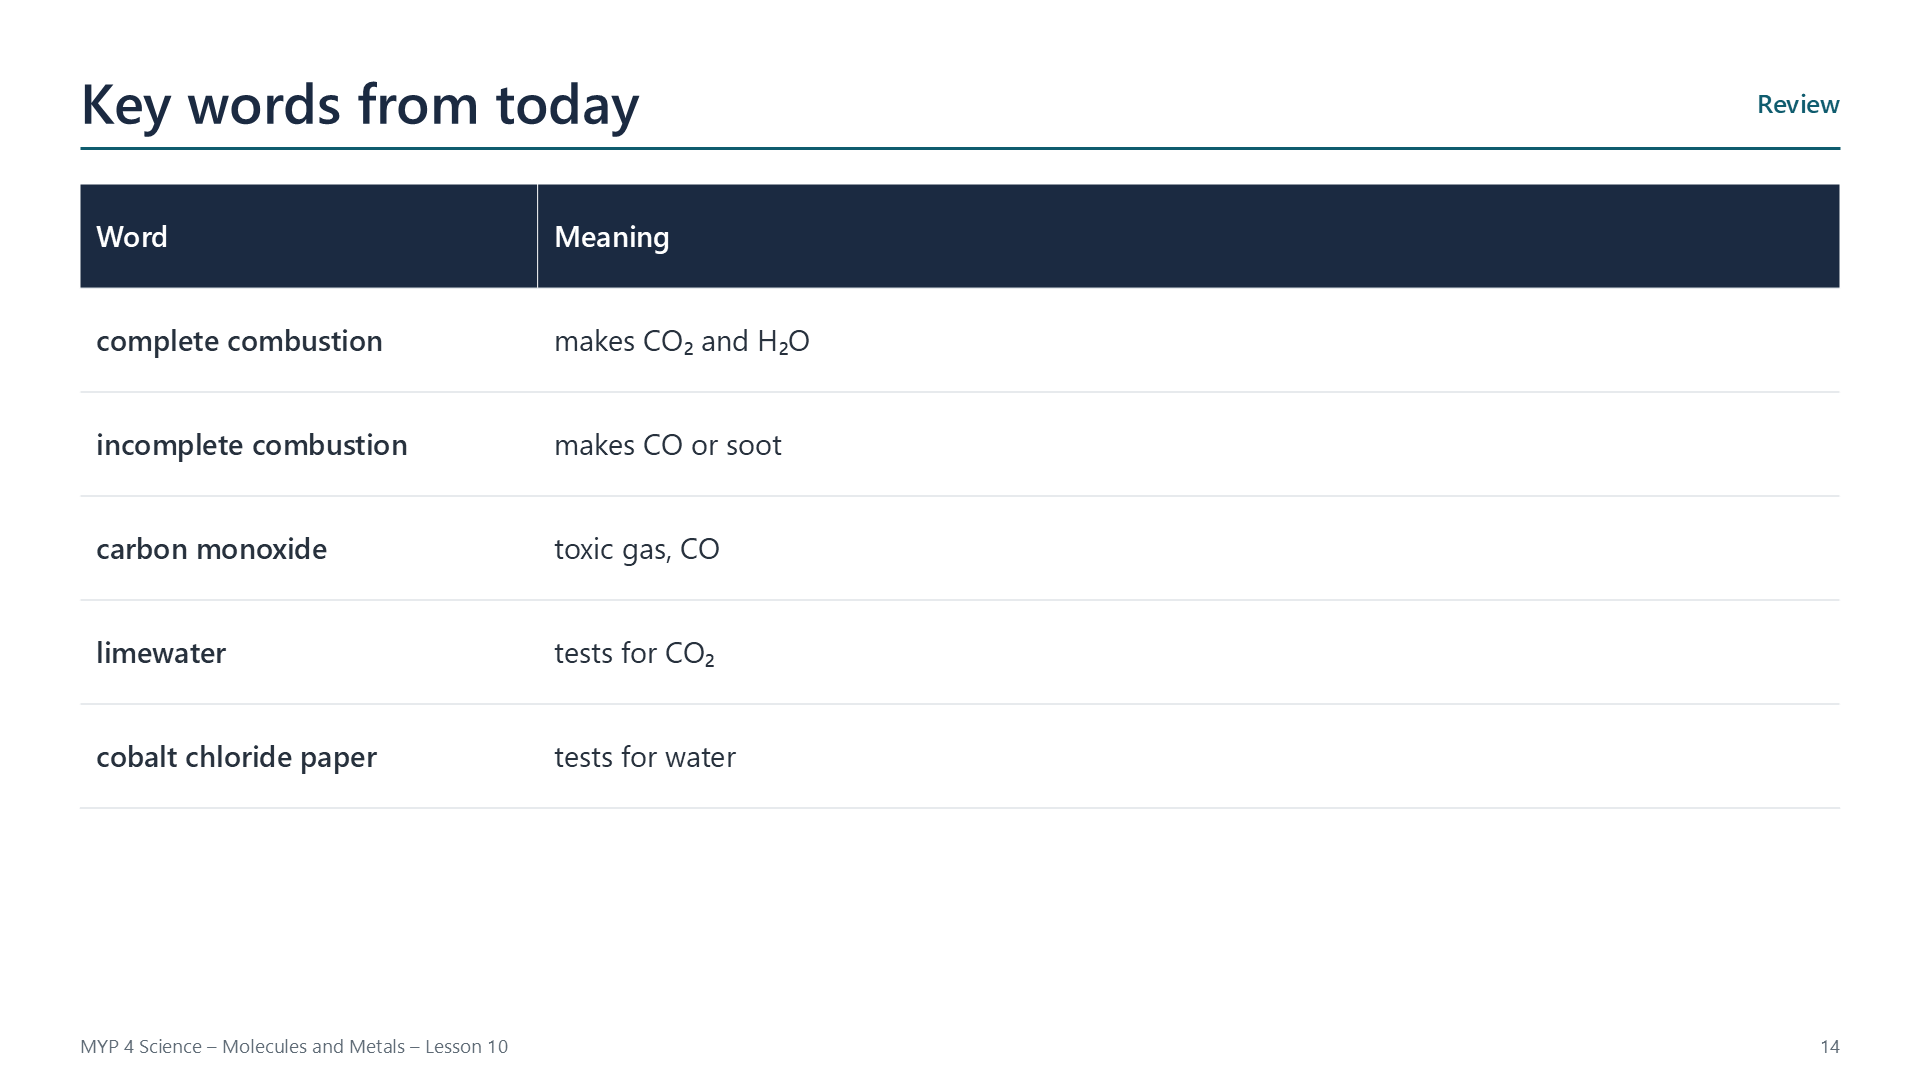 Key words from today
Review
Word Meaning
complete combustion makes CO₂ and H₂O
incomplete combustion makes CO or soot
carbon monoxide toxic gas, CO
limewater tests for CO₂
cobalt chloride paper tests for water
MYP 4 Science – Molecules and Metals – Lesson 10
14